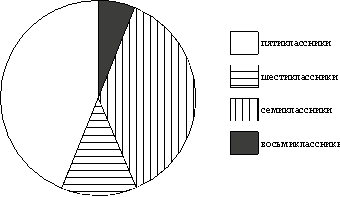 пятиклассники
шестиклассники
семиклассники
восьмиклассники